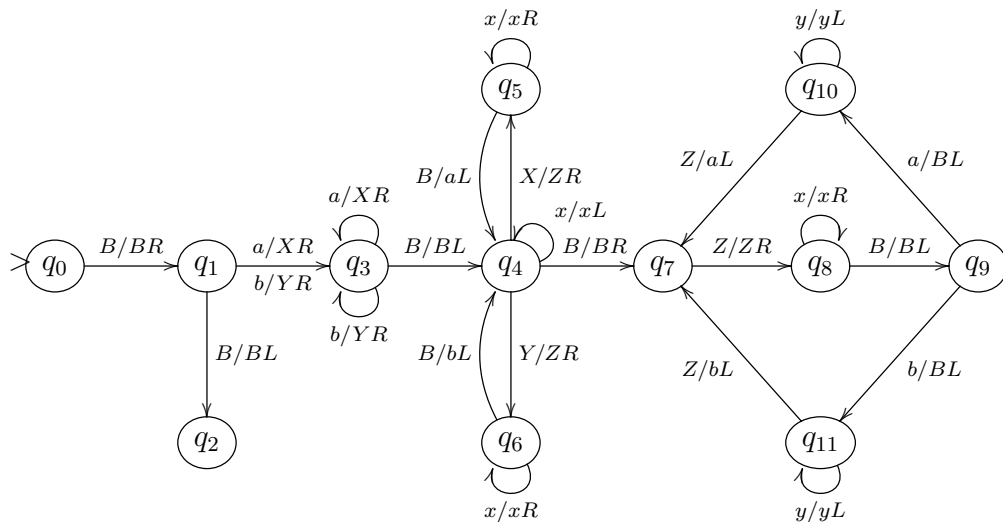 x/xR
y/yL
q5
q10
B/aL
X/ZR
Z/aL
a/BL
a/XR
x/xL
x/xR
B/BR
a/XR
B/BL
B/BR
Z/ZR
B/BL
q0
q1
q3
q4
q7
q8
q9
b/YR
b/YR
B/BL
B/bL
Y/ZR
Z/bL
b/BL
q2
q6
q11
x/xR
y/yL